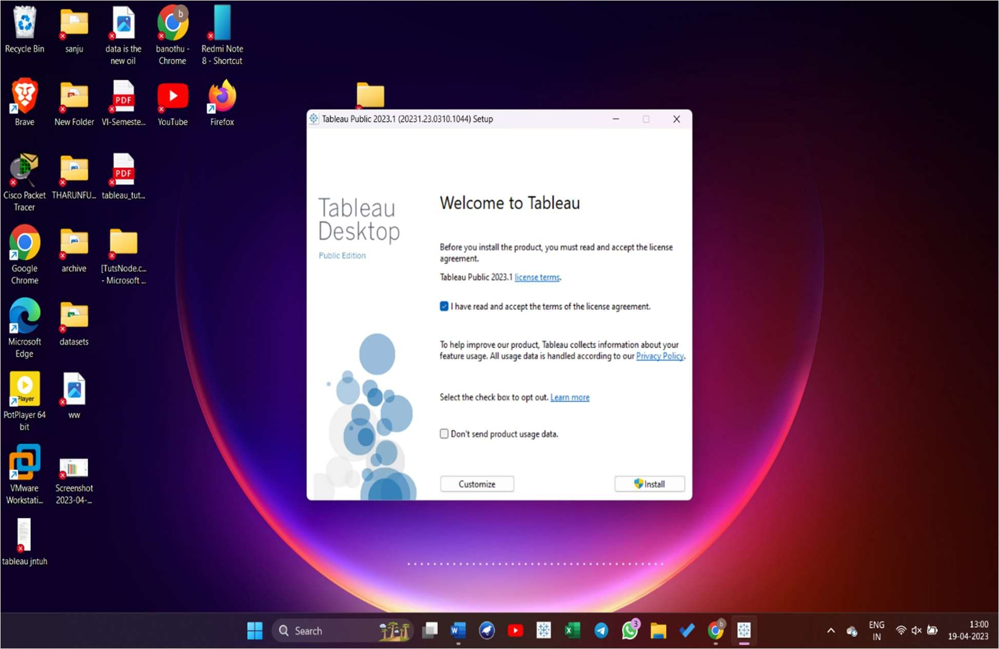 Recycle Bin
sanju
data is the
new oil
b
banothu -
Chrome
Redmi Note
8 - Shortcut
Brave
New Folder
PDF
VI-Semeste...
YouTube
Firefox
Cisco Packet
Tracer
THARUNFU...
PDF
tableau_tut...
Google
Chrome
archive
[TutsNode.c...
- Microsoft ...
Microsoft
Edge
datasets
Player
PotPlayer 64
bit
ww
VMware
Workstati...
Screenshot
2023-04-...
tableau jntuh
Tableau Public 2023.1 (20231.23.0310.1044) Setup
Tableau
Desktop
Public Edition
Welcome to Tableau
Before you install the product, you must read and accept the license
agreement.
Tableau Public 2023.1 license terms.
I have read and accept the terms of the license agreement.
To help improve our product, Tableau collects information about your
feature usage. All usage data is handled according to our Privacy Policy.
Select the check box to opt out. Learn more
Don't send product usage data.
Customize
Install
Search
W
X
3
b
ENG
IN
13:00
19-04-2023